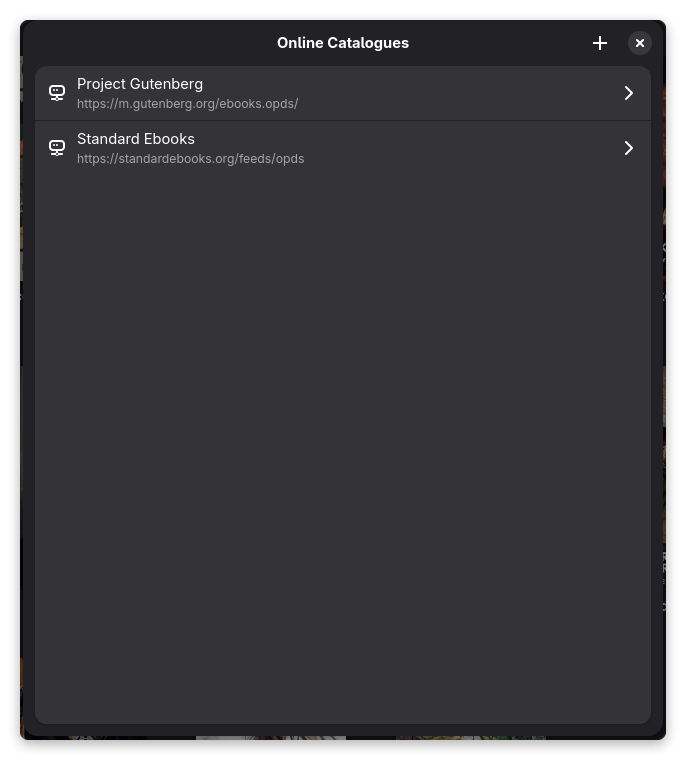 Online Catalogues
Project Gutenberg
https://m.gutenberg.org/ebooks.opds/
Standard Ebooks
https://standardebooks.org/feeds/opds